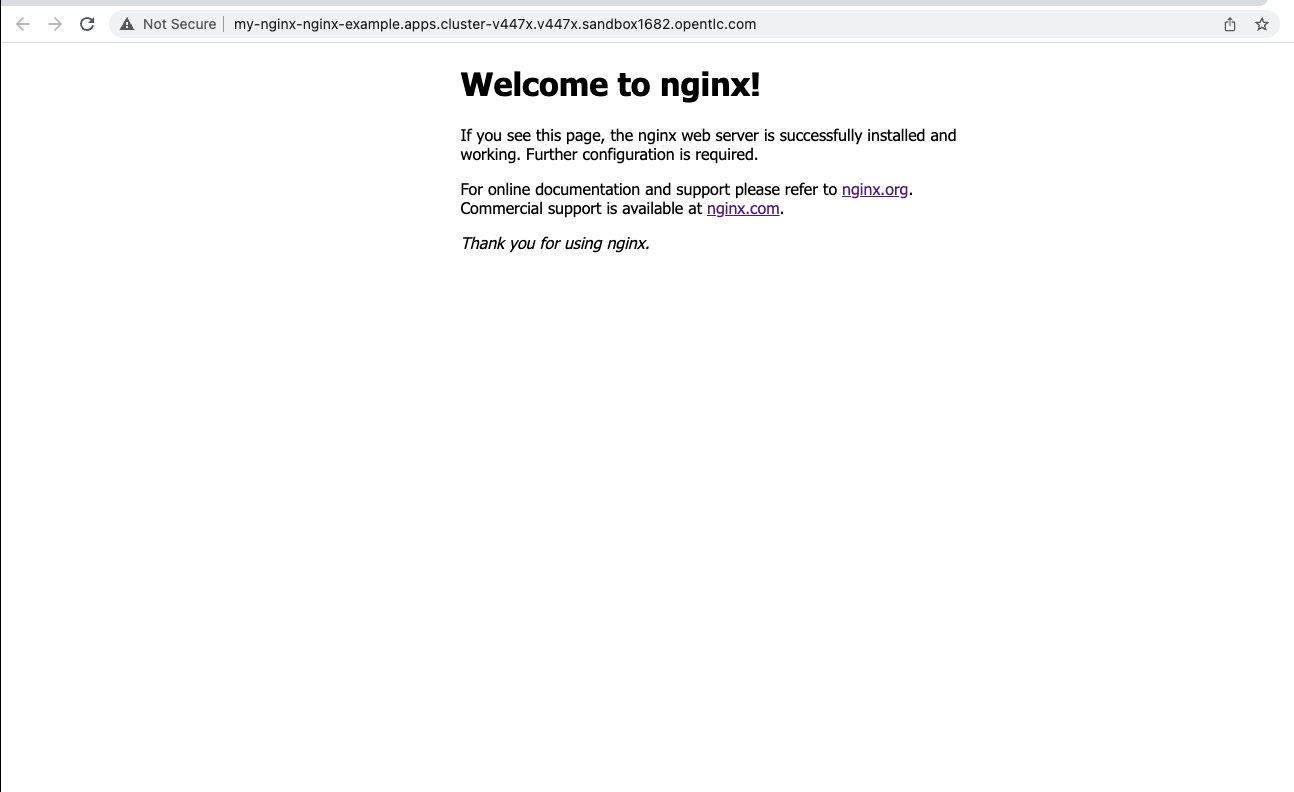 Not Secure my-nginx-nginx-example.apps.cluster-v447x.v447x.sandbox1682.opentlc.com
Welcome to nginx!
If you see this page, the nginx web server is successfully installed and
working. Further configuration is required.
For online documentation and support please refer to nginx.org.
Commercial support is available at nginx.com.
Thank you for using nginx.